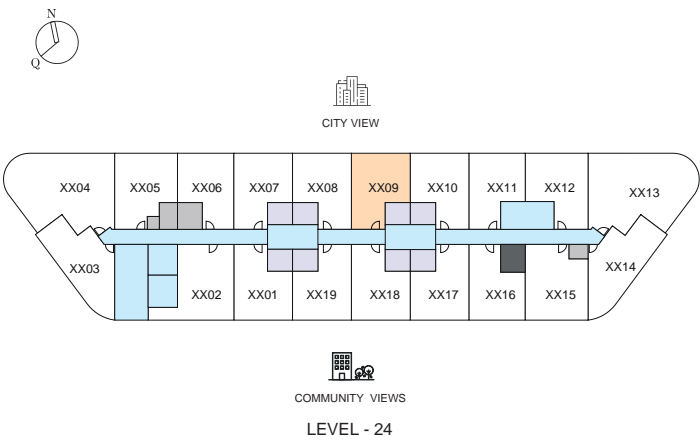 N
Q
CITY VIEW
XX04 XX05 XX06 XX07 XX08 XX09 XX10 XX11 XX12 XX13
XX03 XX14
XX02 XX01 XX19 XX18 XX17 XX16 XX15
COMMUNITY VIEWS
LEVEL - 24